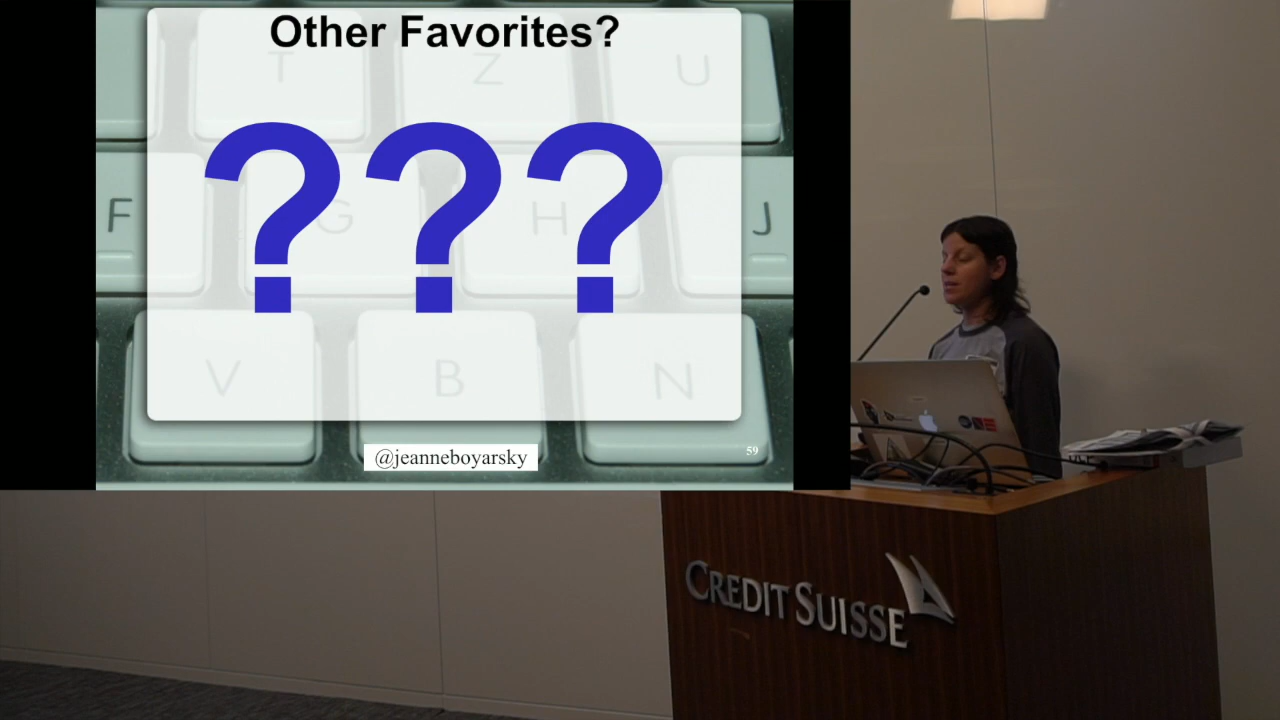 Other Favorites?
T Z U
???
F G H J
V B N
@jeanneboyarsky
59
CREDIT SUISSE